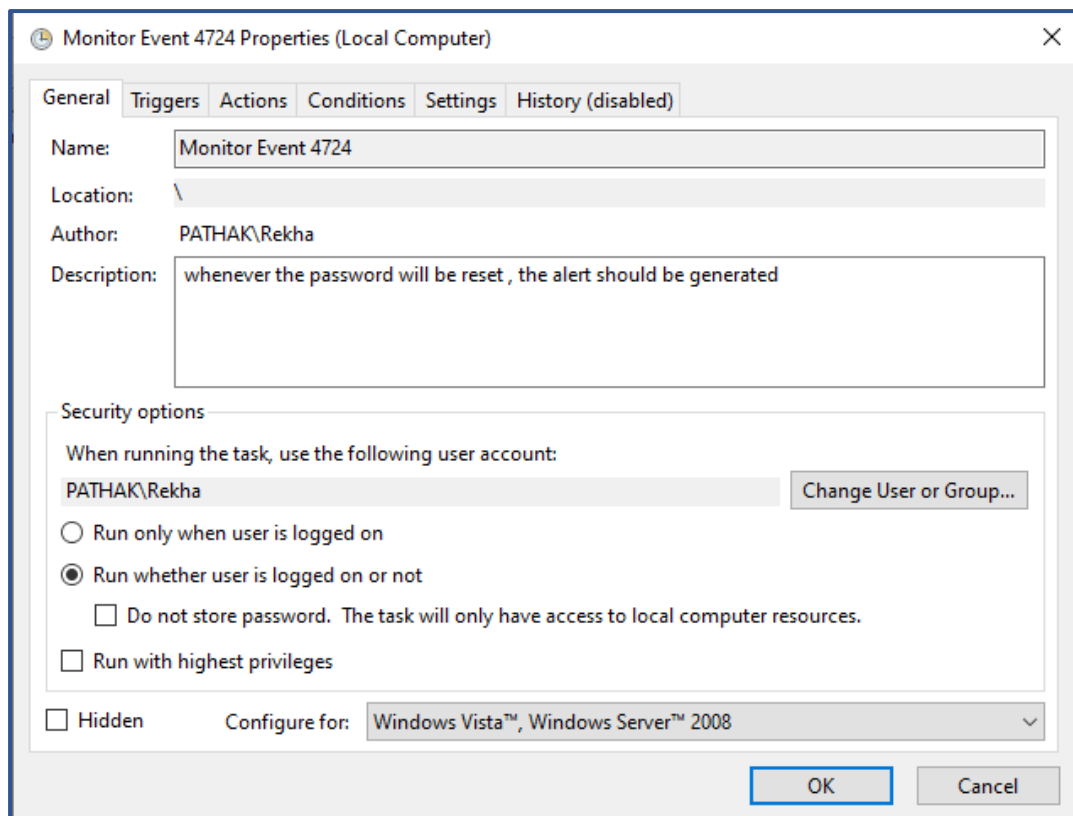 Monitor Event 4724 Properties (Local Computer)
General Triggers Actions Conditions Settings History (disabled)
Name: Monitor Event 4724
Location: \
Author: PATHAK\Rekha
Description: whenever the password will be reset , the alert should be generated
Security options
When running the task, use the following user account:
PATHAK\Rekha Change User or Group...
Run only when user is logged on
Run whether user is logged on or not
Do not store password.  The task will only have access to local computer resources.
Run with highest privileges
Hidden Configure for: Windows Vista™, Windows Server™ 2008
OK Cancel